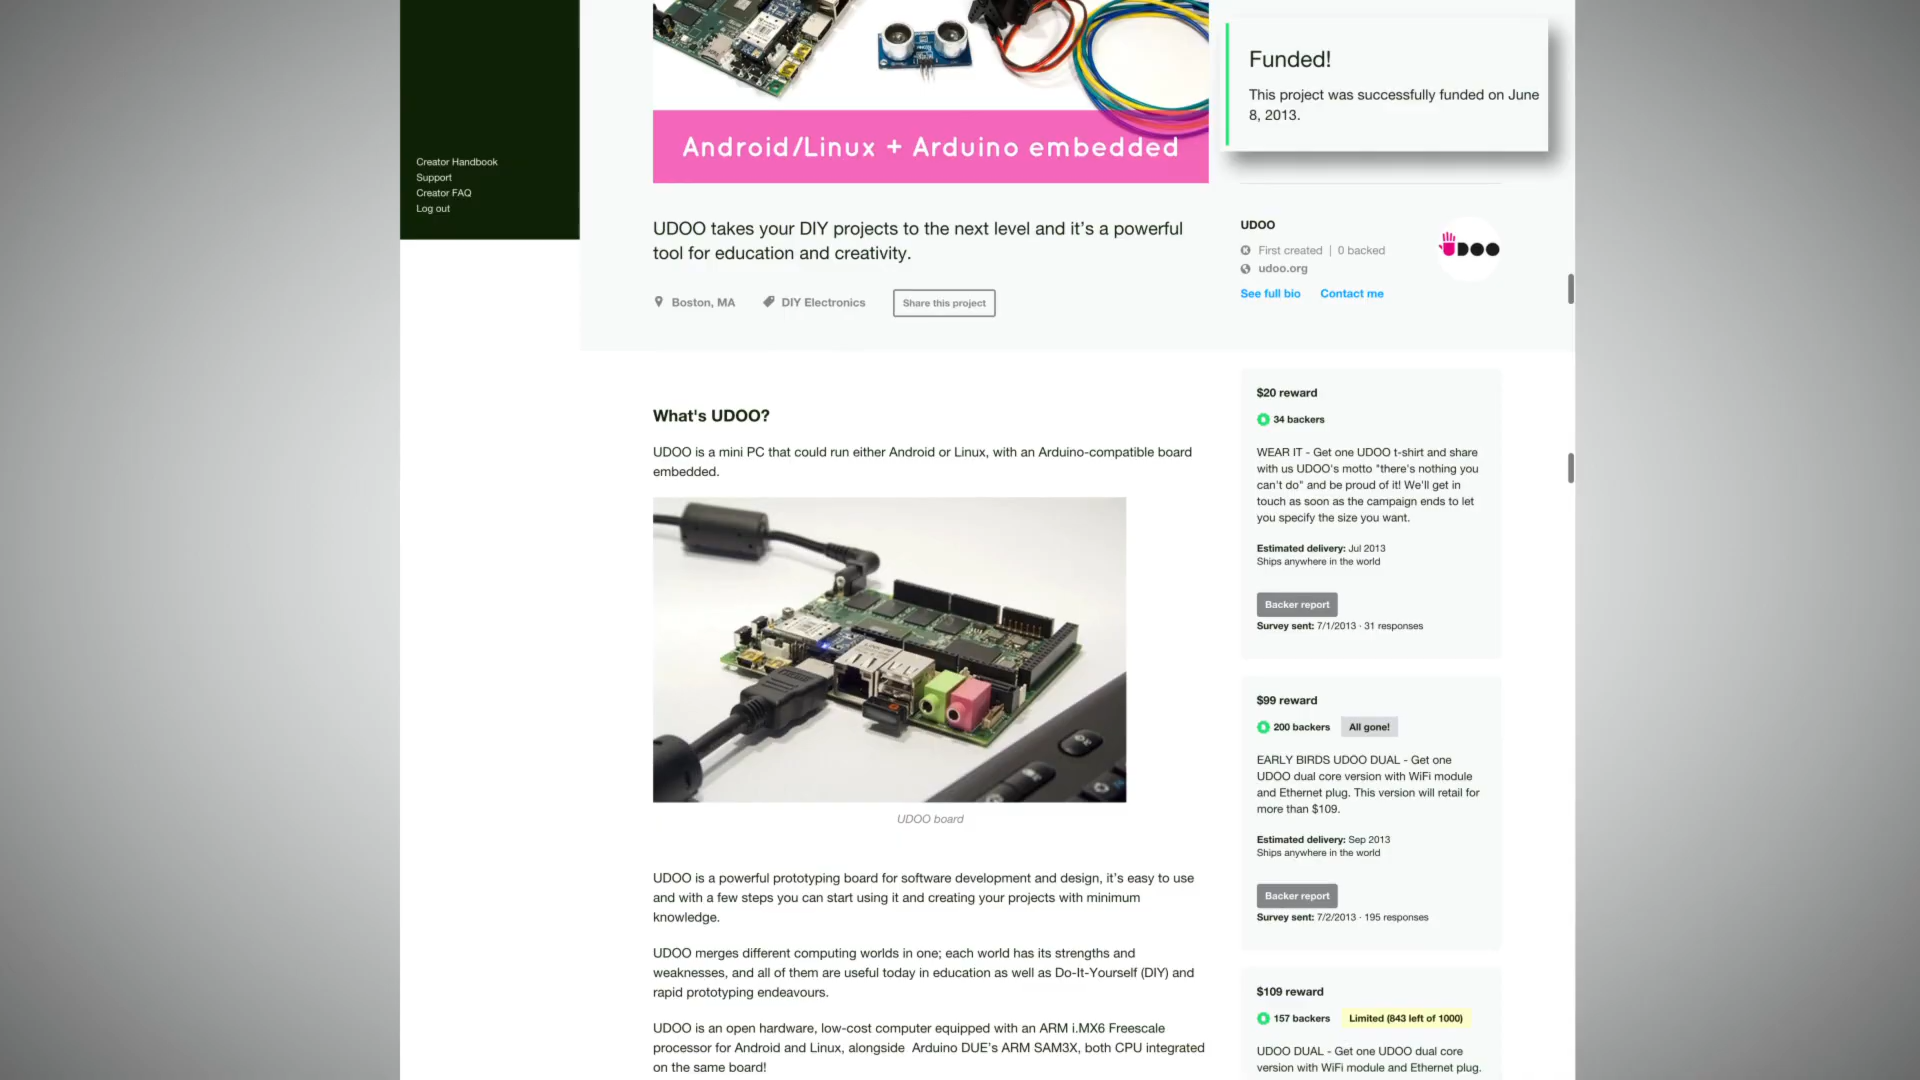 Creator Handbook
Support
Creator FAQ
Log out
Android/Linux + Arduino embedded
Funded!
This project was successfully funded on June
8, 2013.
UDOO takes your DIY projects to the next level and it’s a powerful
tool for education and creativity.
Boston, MA
DIY Electronics
Share this project
UDOO
First created | 0 backed
udoo.org
See full bio
Contact me
UDOO
What's UDOO?
UDOO is a mini PC that could run either Android or Linux, with an Arduino-compatible board
embedded.
UDOO board
UDOO is a powerful prototyping board for software development and design, it’s easy to use
and with a few steps you can start using it and creating your projects with minimum
knowledge.
UDOO merges different computing worlds in one; each world has its strengths and
weaknesses, and all of them are useful today in education as well as Do-It-Yourself (DIY) and
rapid prototyping endeavours.
UDOO is an open hardware, low-cost computer equipped with an ARM i.MX6 Freescale
processor for Android and Linux, alongside Arduino DUE’s ARM SAM3X, both CPU integrated
on the same board!
$20 reward
34 backers
WEAR IT - Get one UDOO t-shirt and share
with us UDOO's motto "there's nothing you
can't do" and be proud of it! We'll get in
touch as soon as the campaign ends to let
you specify the size you want.
Estimated delivery: Jul 2013
Ships anywhere in the world
Backer report
Survey sent: 7/1/2013 · 31 responses
$99 reward
200 backers All gone!
EARLY BIRDS UDOO DUAL - Get one
UDOO dual core version with WiFi module
and Ethernet plug. This version will retail for
more than $109.
Estimated delivery: Sep 2013
Ships anywhere in the world
Backer report
Survey sent: 7/2/2013 · 195 responses
$109 reward
157 backers Limited (843 left of 1000)
UDOO DUAL - Get one UDOO dual core
version with WiFi module and Ethernet plug.